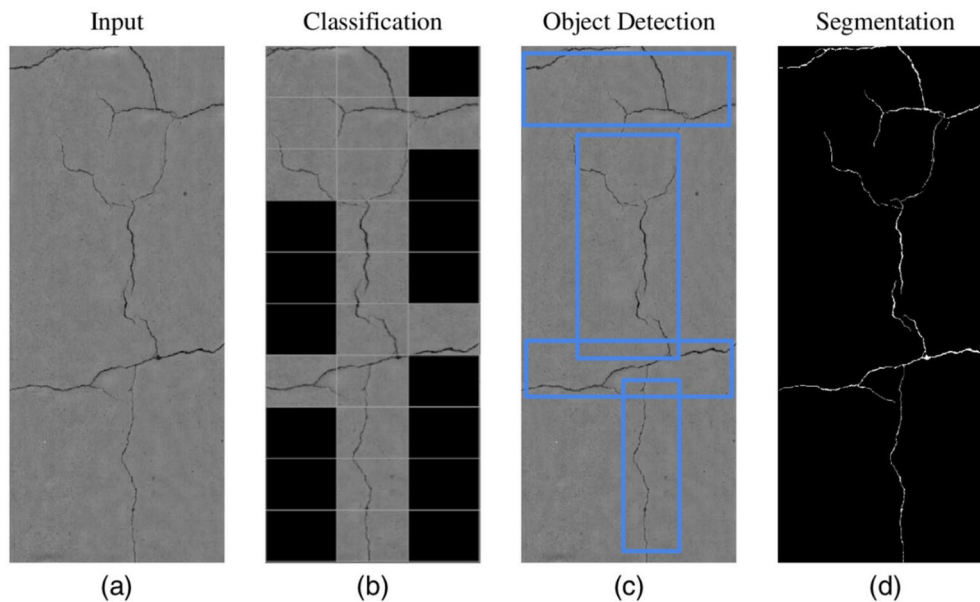 Input Classification Object Detection Segmentation
(a) (b) (c) (d)